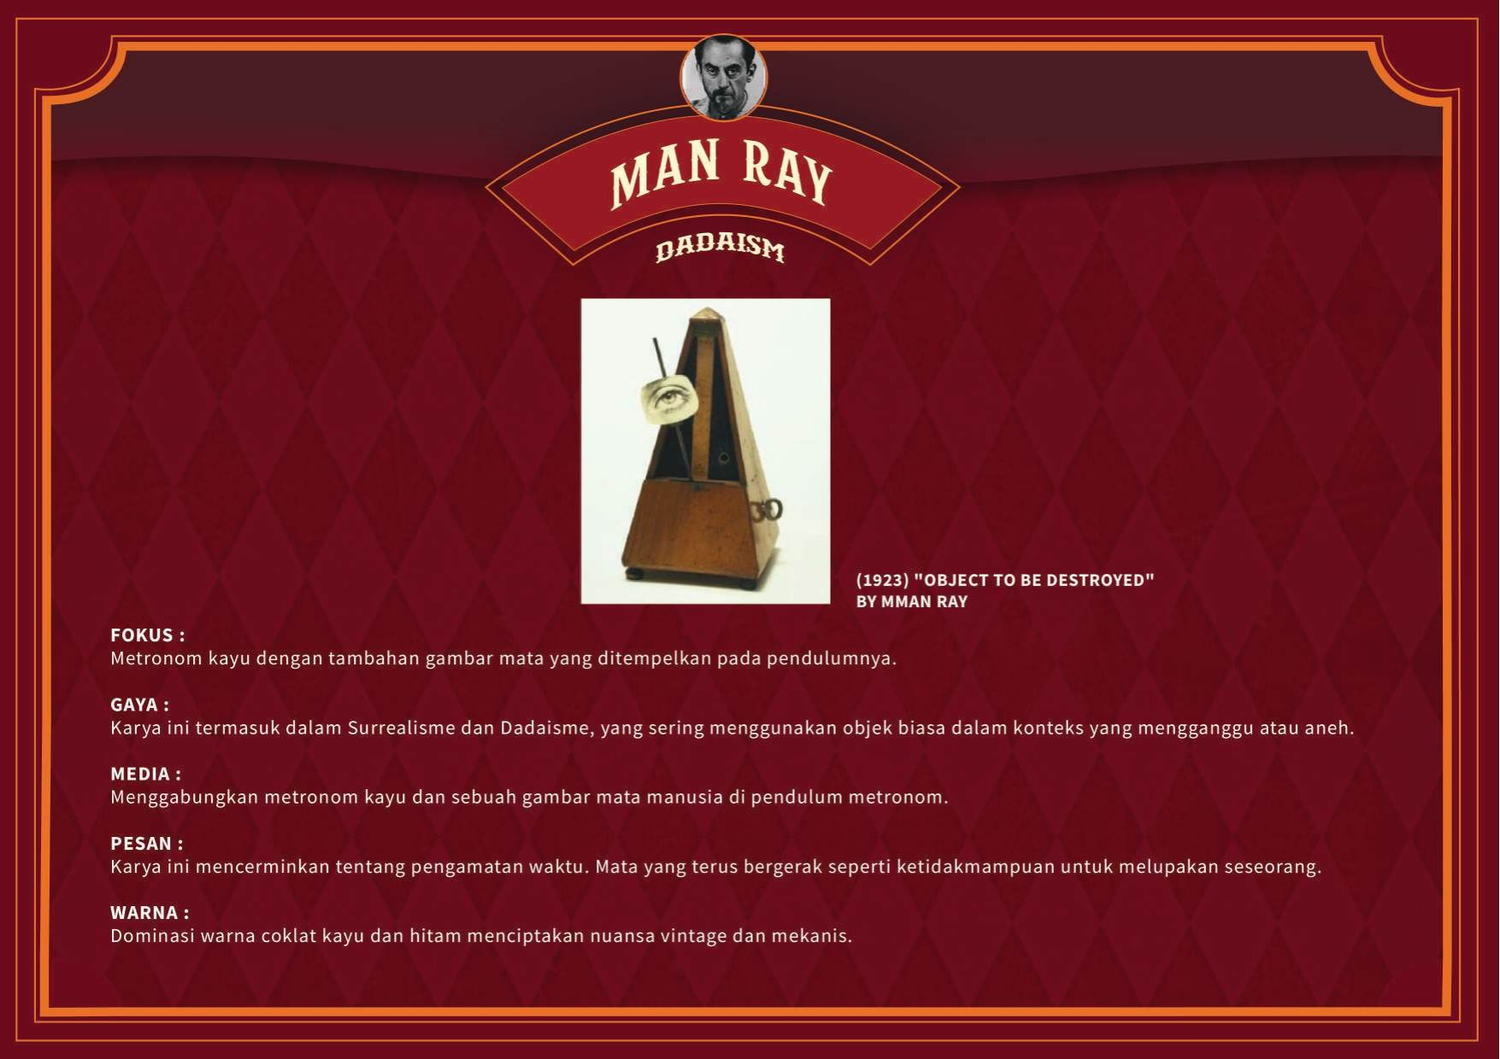 MAN RAY
DADAISM
(1923) "OBJECT TO BE DESTROYED"
BY MMAN RAY
FOKUS :
Metronom kayu dengan tambahan gambar mata yang ditempelkan pada pendulumnya.
GAYA :
Karya ini termasuk dalam Surrealisme dan Dadaisme, yang sering menggunakan objek biasa dalam konteks yang mengganggu atau aneh.
MEDIA :
Menggabungkan metronom kayu dan sebuah gambar mata manusia di pendulum metronom.
PESAN :
Karya ini mencerminkan tentang pengamatan waktu. Mata yang terus bergerak seperti ketidakmampuan untuk melupakan seseorang.
WARNA :
Dominasi warna coklat kayu dan hitam menciptakan nuansa vintage dan mekanis.